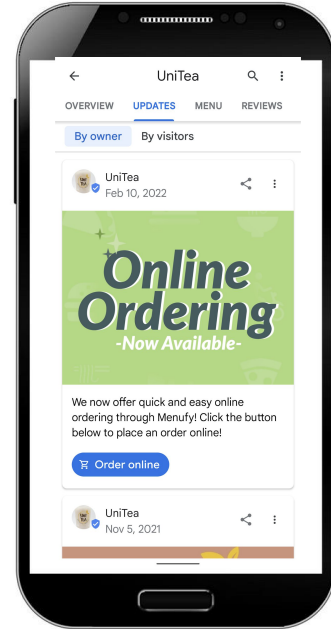 UniTea
OVERVIEW UPDATES MENU REVIEWS
By owner By visitors
UniTea
Feb 10, 2022
Online
Ordering
-Now Available-
We now offer quick and easy online
ordering through Menufy! Click the button
below to place an order online!
Order online
UniTea
Nov 5, 2021